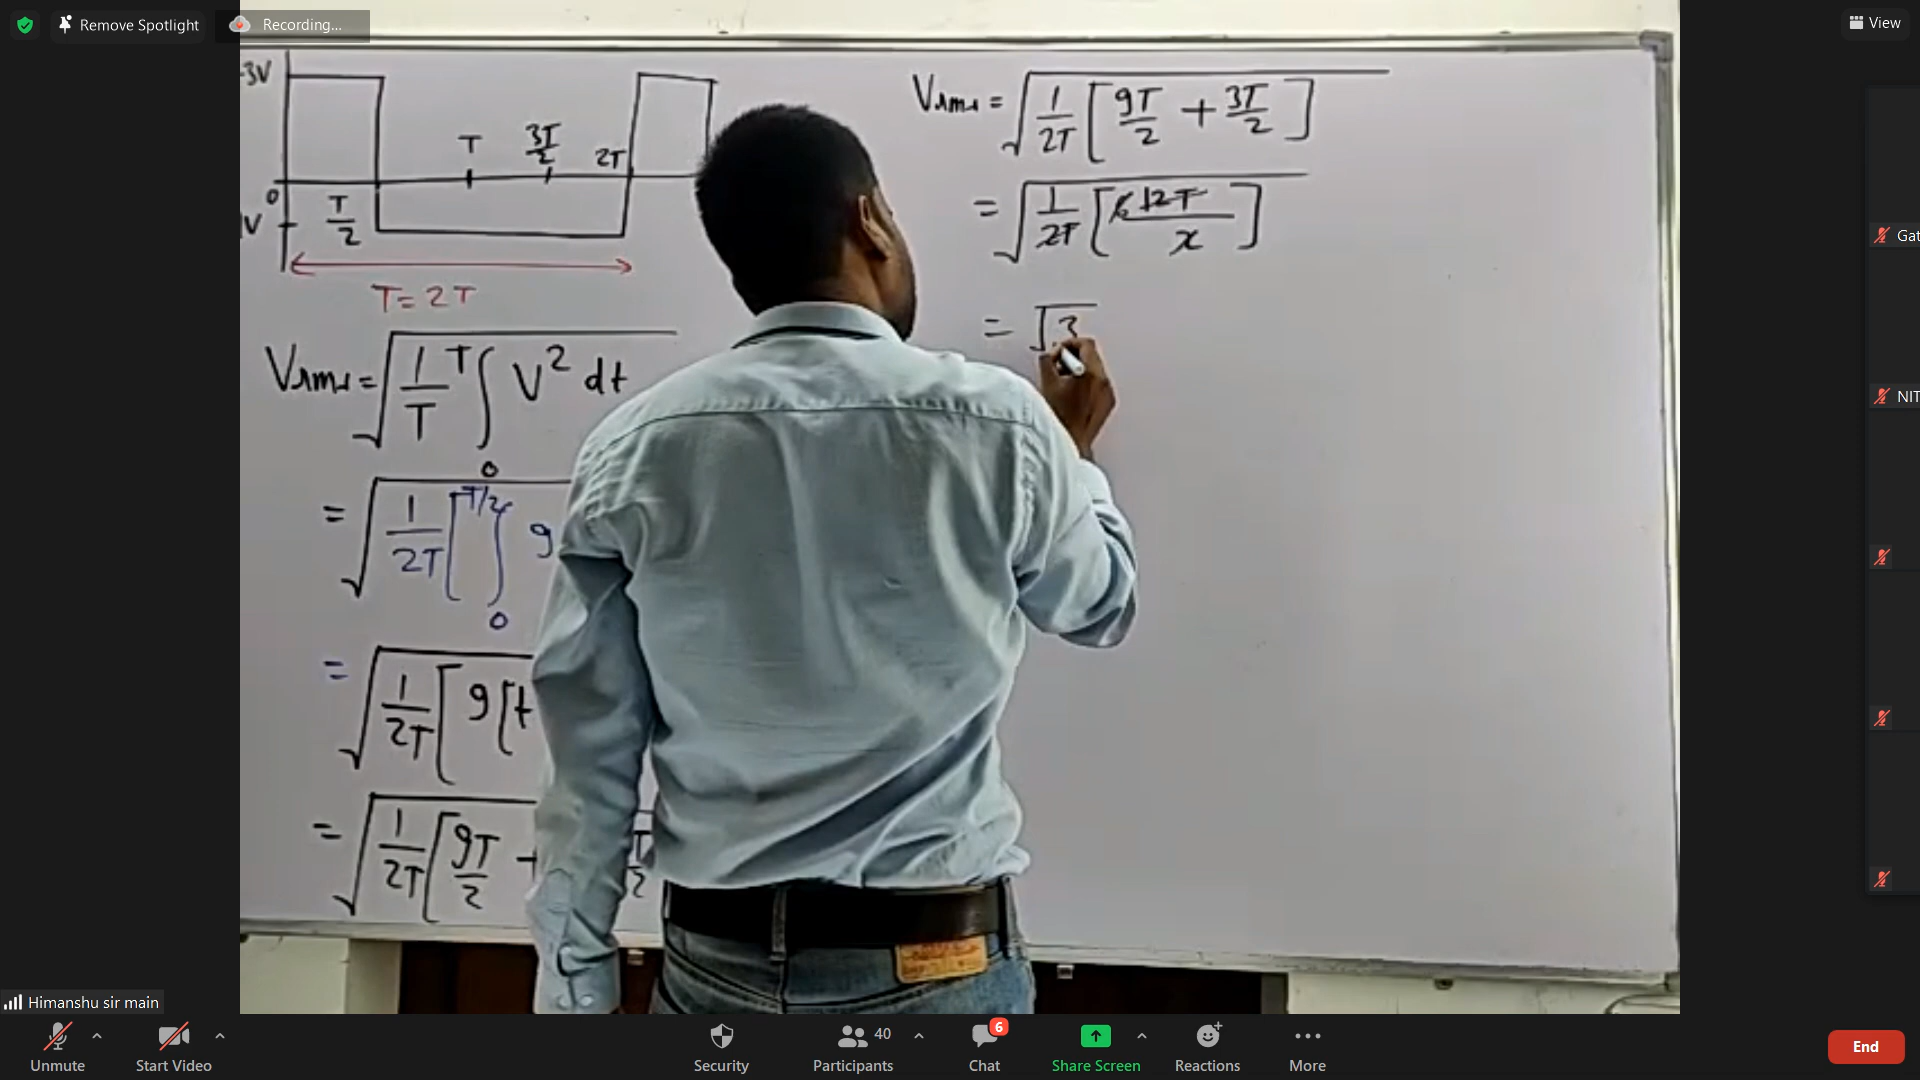 Remove Spotlight
Recording...
View
3V
T
3T/2
2T
0
V
T/2
T = 2T
Vrms = √ 1/T ∫ 0 T V² dt
= √ 1/2T [ ∫ 0 T/2 9
= √ 1/2T [ 9 [t
= √ 1/2T [ 9T/2 +
Vrms = √ 1/2T [ 9T/2 + 3T/2 ]
= √ 1/2T [ 12T/2 ]
= √3
Gat
NIT
Himanshu sir main
Unmute
Start Video
Security
Participants
40
Chat
6
Share Screen
Reactions
More
End